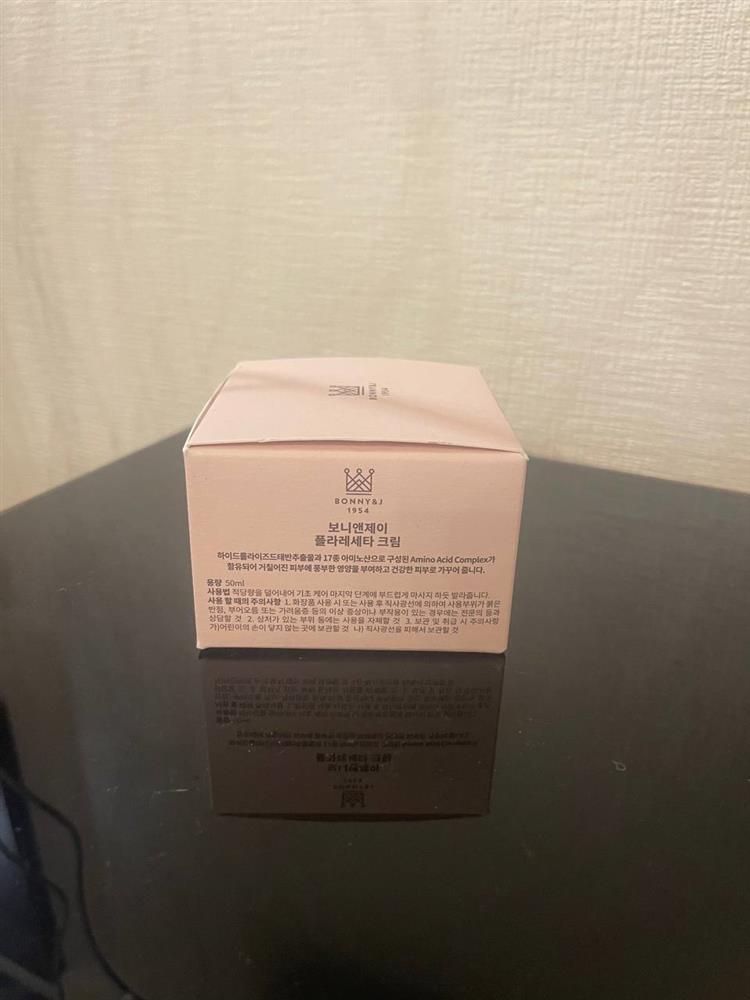 BONNY&J
1954
BONNY&J
1954
보니앤제이
플라레세타 크림
하이드롤라이즈드태반추출물과 17종 아미노산으로 구성된 Amino Acid Complex가
함유되어 거칠어진 피부에 풍부한 영양을 부여하고 건강한 피부로 가꾸어 줍니다.
용량 50ml
사용법 적당량을 덜어내어 기초 케어 마지막 단계에 부드럽게 마사지 하듯 발라줍니다.
사용 할 때의 주의사항 1. 화장품 사용 시 또는 사용 후 직사광선에 의하여 사용부위가 붉은
반점, 부어오름 또는 가려움증 등의 이상 증상이나 부작용이 있는 경우에는 전문의 등과
상담할 것 2. 상처가 있는 부위 등에는 사용을 자제할 것 3. 보관 및 취급 시 주의사항
가)어린이의 손이 닿지 않는 곳에 보관할 것 나) 직사광선을 피해서 보관할 것